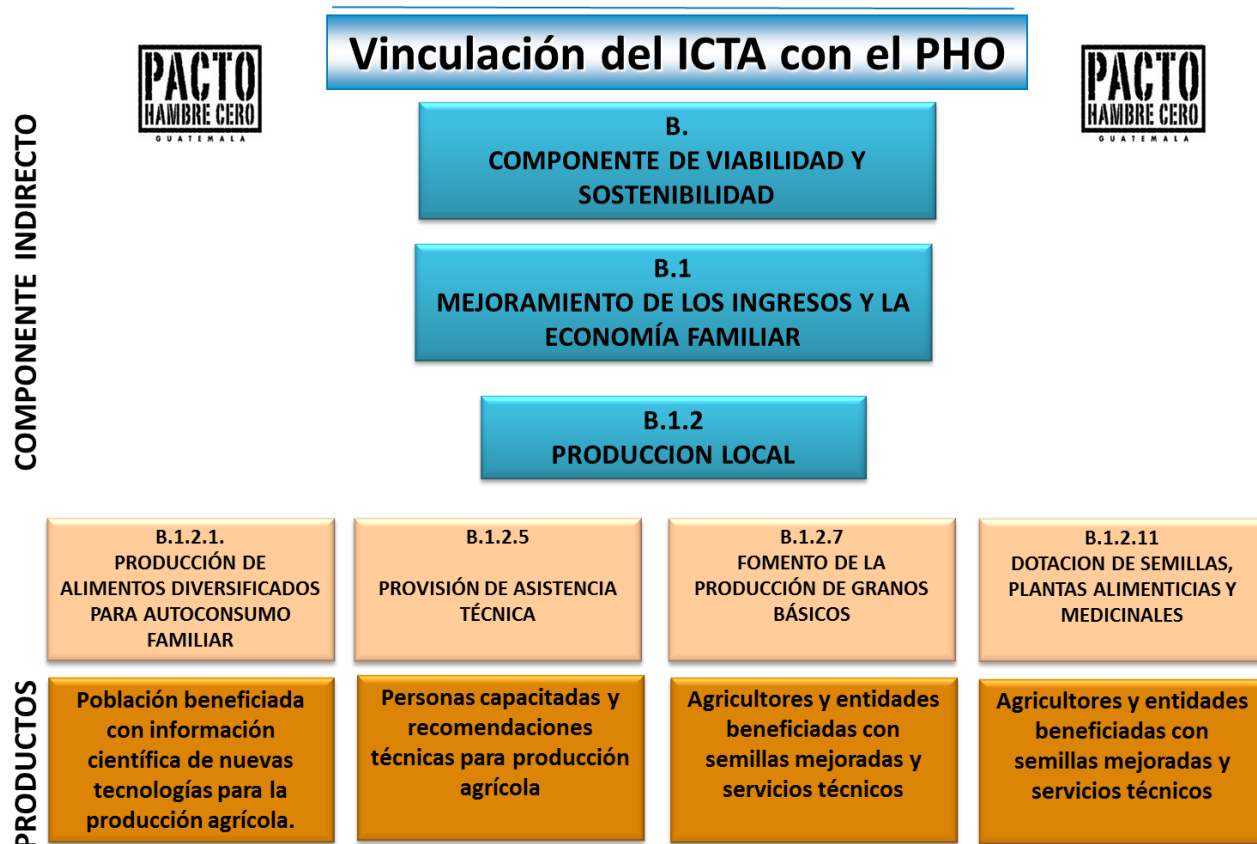 Vinculación del ICTA con el PHO
PACTO
HAMBRE CERO
GUATEMALA
PACTO
HAMBRE CERO
GUATEMALA
COMPONENTE INDIRECTO
B.
COMPONENTE DE VIABILIDAD Y
SOSTENIBILIDAD
B.1
MEJORAMIENTO DE LOS INGRESOS Y LA
ECONOMÍA FAMILIAR
B.1.2
PRODUCCION LOCAL
B.1.2.1.
PRODUCCIÓN DE
ALIMENTOS DIVERSIFICADOS
PARA AUTOCONSUMO
FAMILIAR
B.1.2.5
PROVISIÓN DE ASISTENCIA
TÉCNICA
B.1.2.7
FOMENTO DE LA
PRODUCCIÓN DE GRANOS
BÁSICOS
B.1.2.11
DOTACION DE SEMILLAS,
PLANTAS ALIMENTICIAS Y
MEDICINALES
PRODUCTOS
Población beneficiada
con información
científica de nuevas
tecnologías para la
producción agrícola.
Personas capacitadas y
recomendaciones
técnicas para producción
agrícola
Agricultores y entidades
beneficiadas con
semillas mejoradas y
servicios técnicos
Agricultores y entidades
beneficiadas con
semillas mejoradas y
servicios técnicos